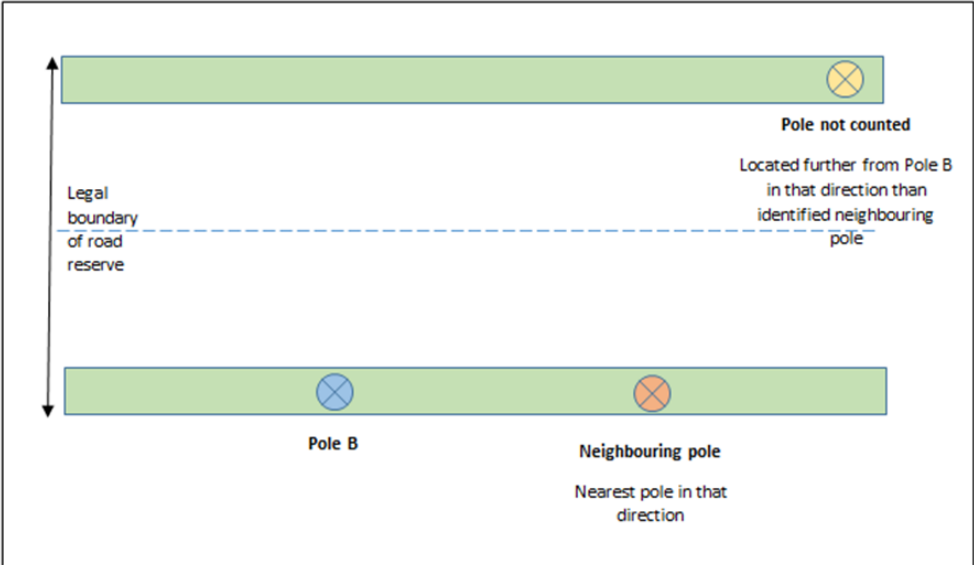 Pole not counted
Located further from Pole B
in that direction than
identified neighbouring
pole
Legal
boundary
of road
reserve
Pole B
Neighbouring pole
Nearest pole in that
direction